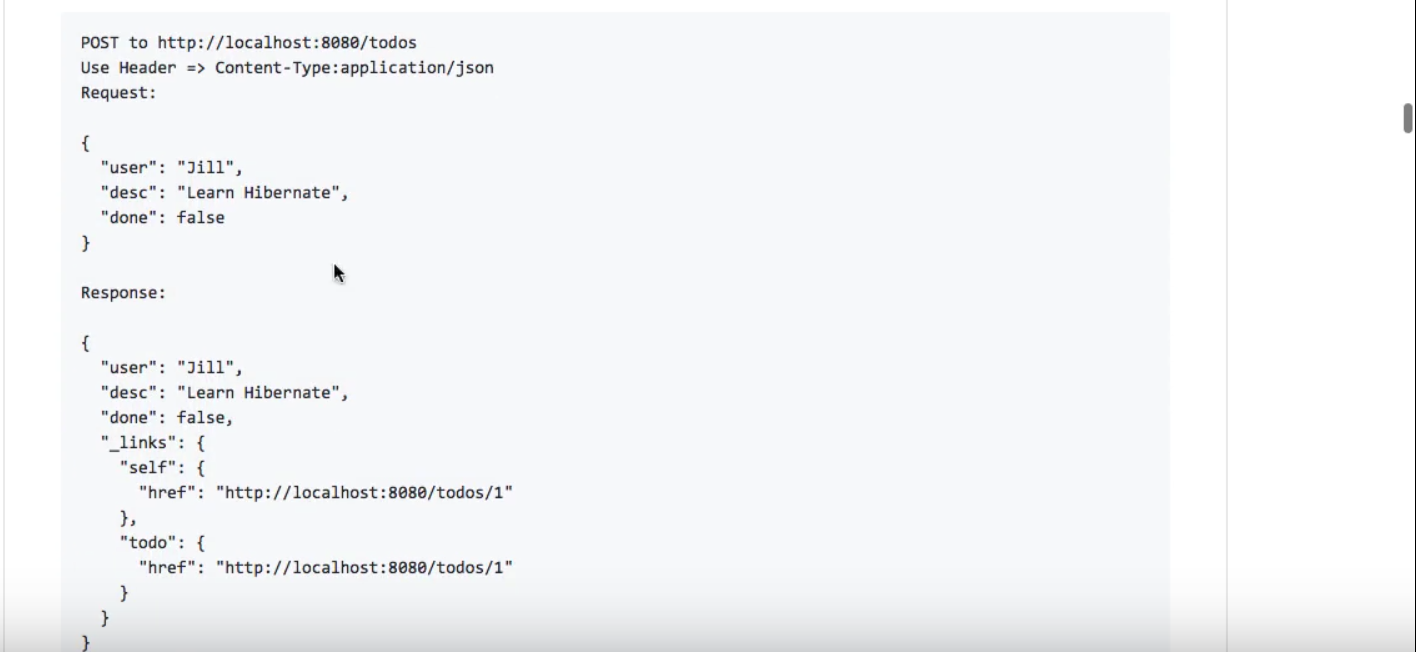 POST to http://localhost:8080/todos
Use Header => Content-Type:application/json
Request:
{
  "user": "Jill",
  "desc": "Learn Hibernate",
  "done": false
}
Response:
{
  "user": "Jill",
  "desc": "Learn Hibernate",
  "done": false,
  "_links": {
    "self": {
      "href": "http://localhost:8080/todos/1"
    },
    "todo": {
      "href": "http://localhost:8080/todos/1"
    }
  }
}